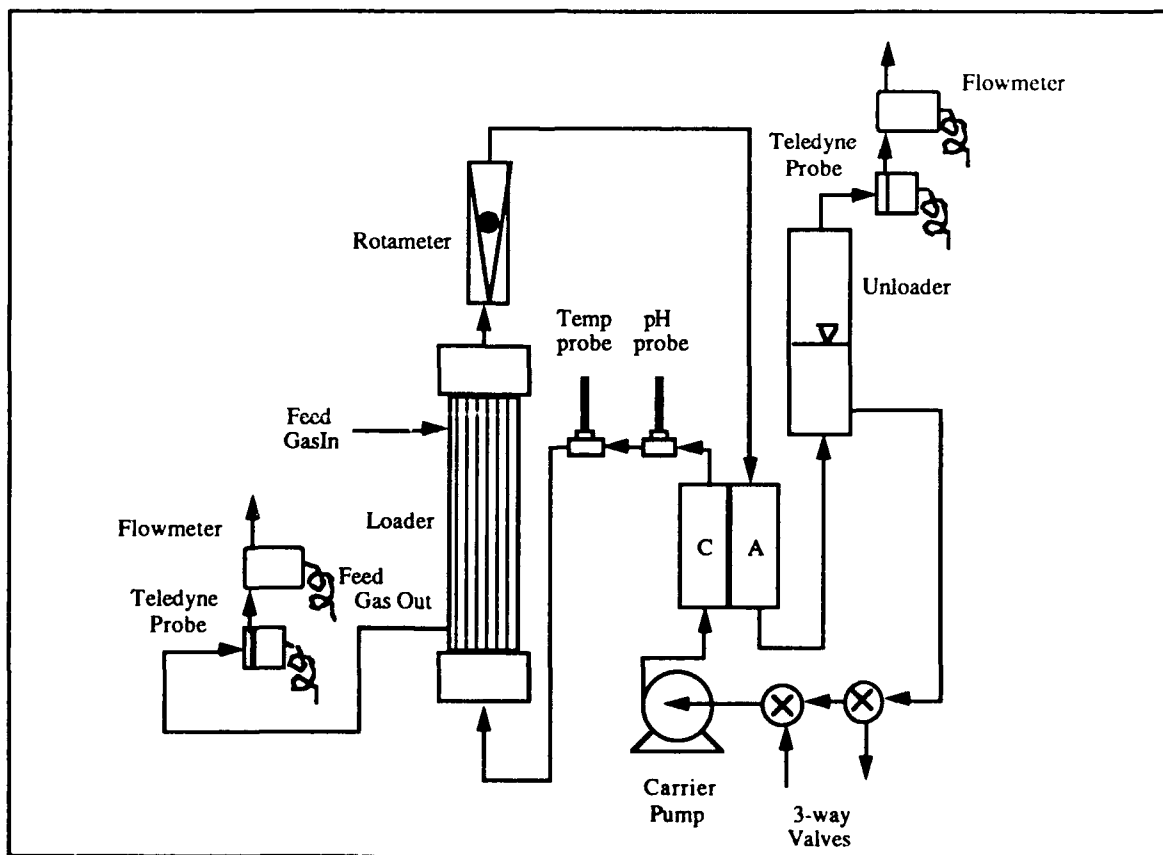 Flowmeter
Teledyne
Probe
Rotameter
Unloader
Temp
probe
pH
probe
Feed
GasIn
Loader
C
A
Flowmeter
Feed
Gas Out
Teledyne
Probe
Carrier
Pump
3-way
Valves